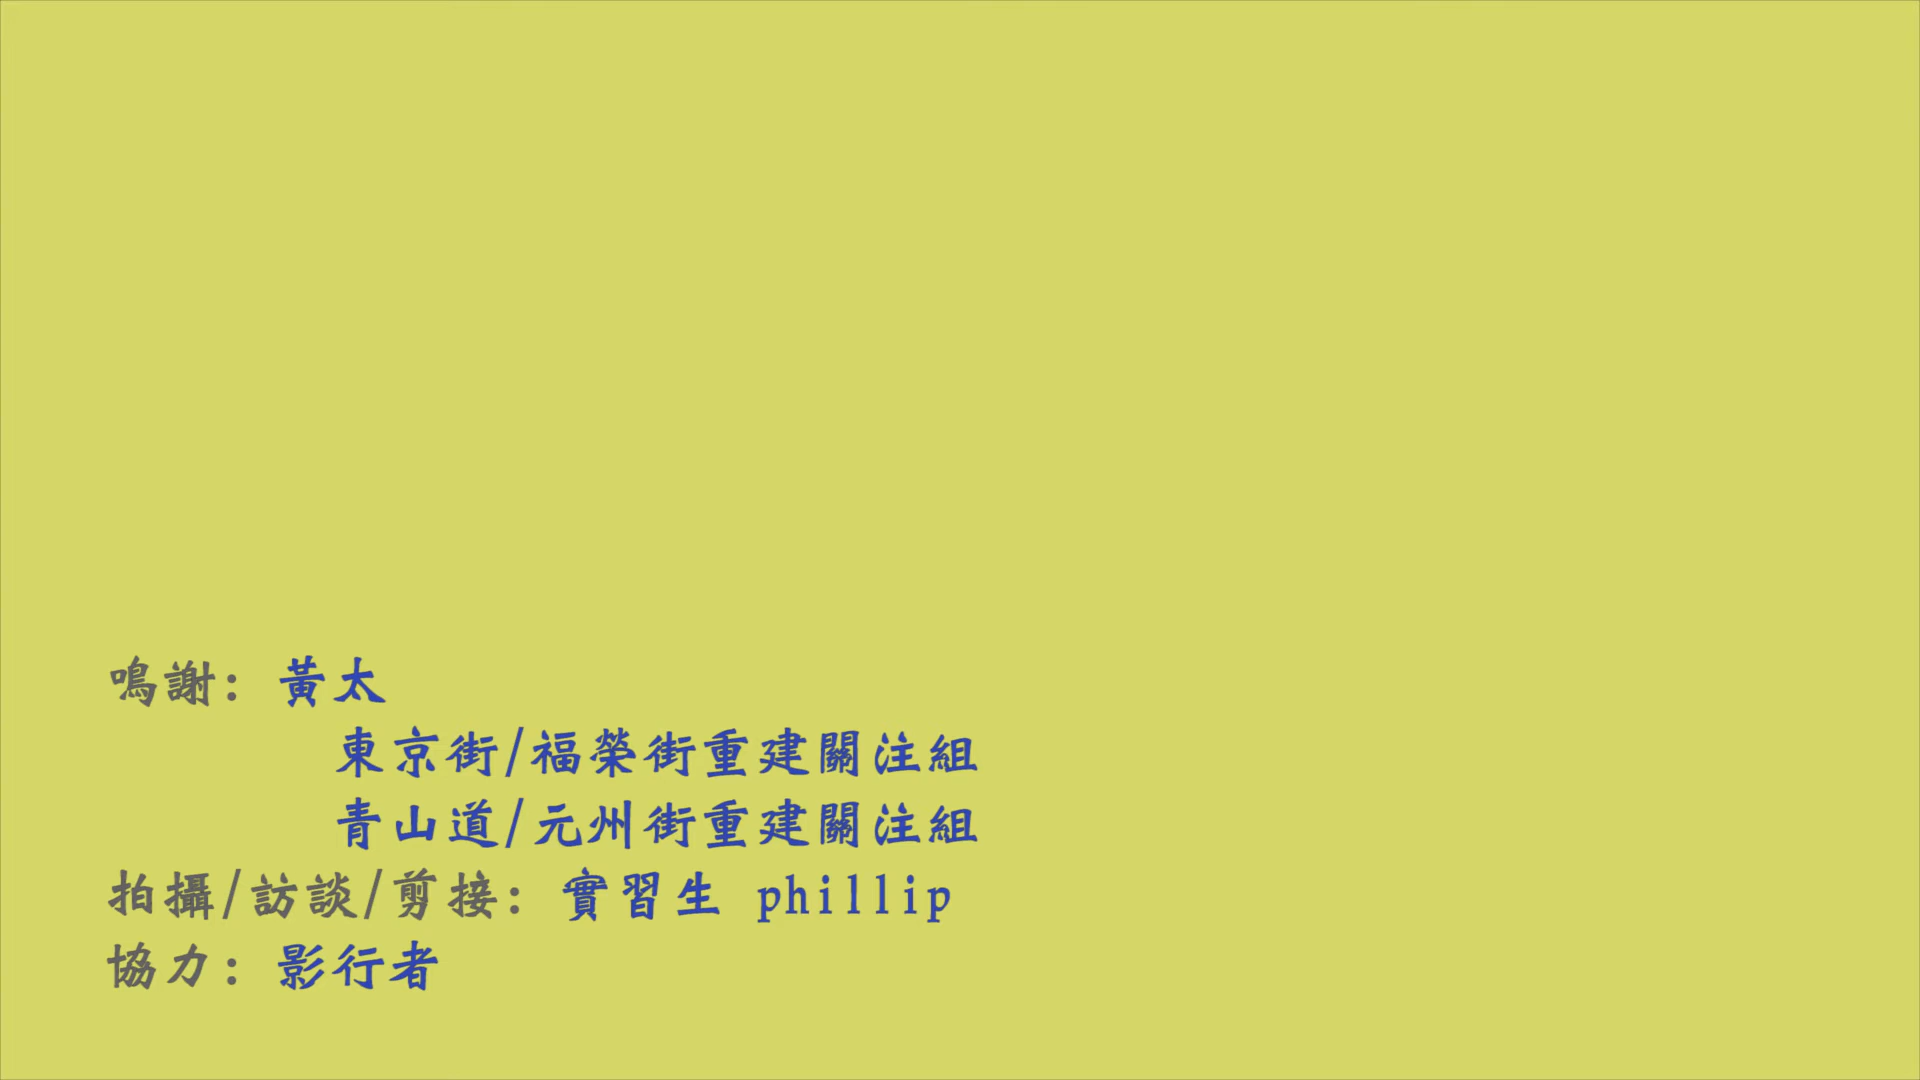 鳴謝: 黃太
東京街/福榮街重建關注組
青山道/元州街重建關注組
拍攝/訪談/剪接: 實習生 phillip
協力: 影行者